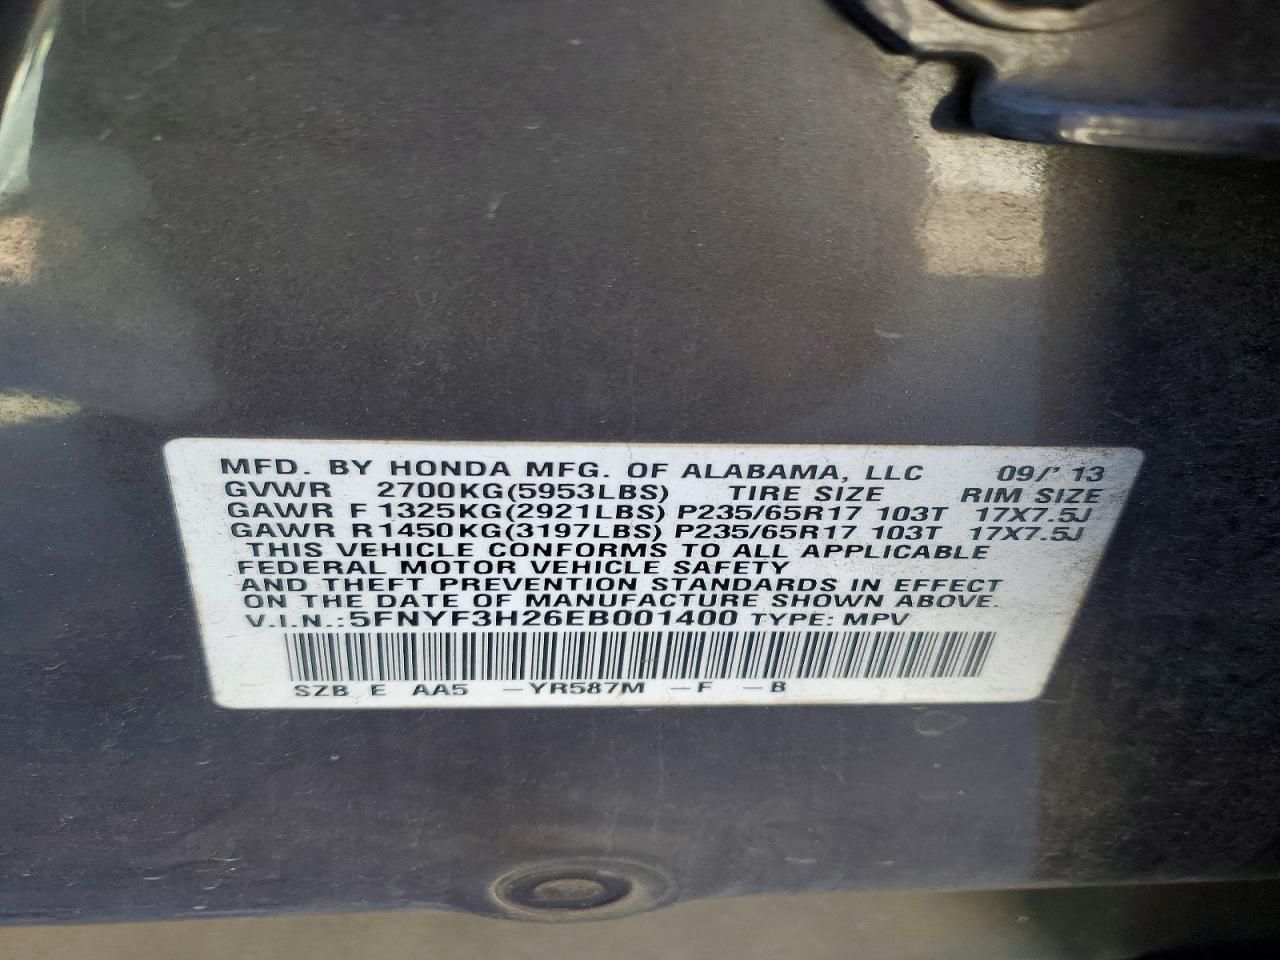 MFD. BY HONDA MFG. OF ALABAMA, LLC 09/' 13
GVWR 2700KG(5953LBS) TIRE SIZE RIM SIZE
GAWR F 1325KG(2921LBS) P235/65R17 103T 17X7.5J
GAWR R1450KG(3197LBS) P235/65R17 103T 17X7.5J
THIS VEHICLE CONFORMS TO ALL APPLICABLE
FEDERAL MOTOR VEHICLE SAFETY
AND THEFT PREVENTION STANDARDS IN EFFECT
ON THE DATE OF MANUFACTURE SHOWN ABOVE.
V.I.N.:5FNYF3H26EB001400 TYPE: MPV
SZB E AA5 -YR587M -F -B